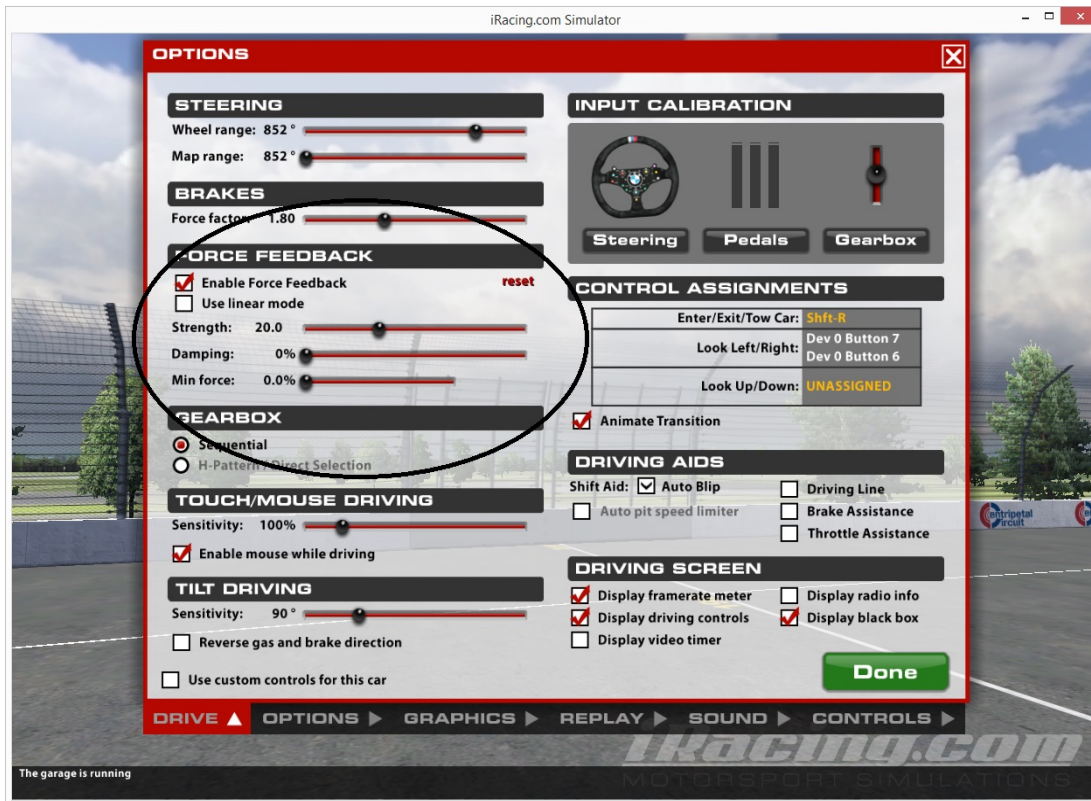 iRacing.com Simulator
OPTIONS
STEERING
Wheel range: 852 °
Map range: 852 °
BRAKES
Force factor: 1.80
FORCE FEEDBACK
Enable Force Feedback
reset
Use linear mode
Strength: 20.0
Damping: 0%
Min force: 0.0%
GEARBOX
Sequential
H-Pattern / Direct Selection
TOUCH/MOUSE DRIVING
Sensitivity: 100%
Enable mouse while driving
TILT DRIVING
Sensitivity: 90 °
Reverse gas and brake direction
Use custom controls for this car
INPUT CALIBRATION
Steering Pedals Gearbox
CONTROL ASSIGNMENTS
Enter/Exit/Tow Car: Shft-R
Look Left/Right: Dev 0 Button 7
Dev 0 Button 6
Look Up/Down: UNASSIGNED
Animate Transition
DRIVING AIDS
Shift Aid: Auto Blip
Driving Line
Auto pit speed limiter
Brake Assistance
Throttle Assistance
DRIVING SCREEN
Display framerate meter
Display radio info
Display driving controls
Display black box
Display video timer
Done
DRIVE OPTIONS GRAPHICS REPLAY SOUND CONTROLS
iRacing.com
MOTORSPORT SIMULATIONS
The garage is running